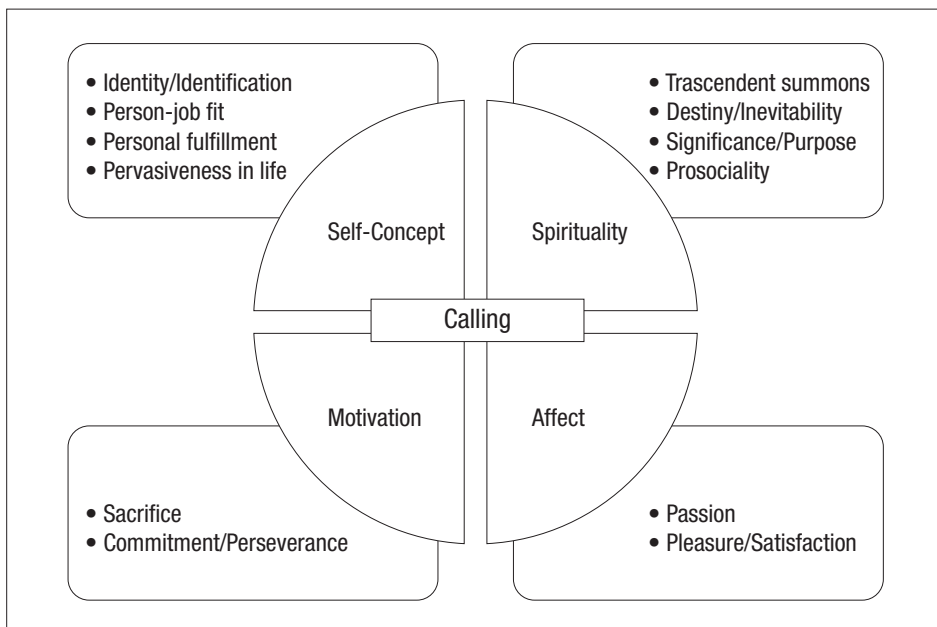 • Identity/Identification
• Person-job fit
• Personal fulfillment
• Pervasiveness in life
• Trascendent summons
• Destiny/Inevitability
• Significance/Purpose
• Prosociality
Self-Concept
Spirituality
Calling
Motivation
Affect
• Sacrifice
• Commitment/Perseverance
• Passion
• Pleasure/Satisfaction